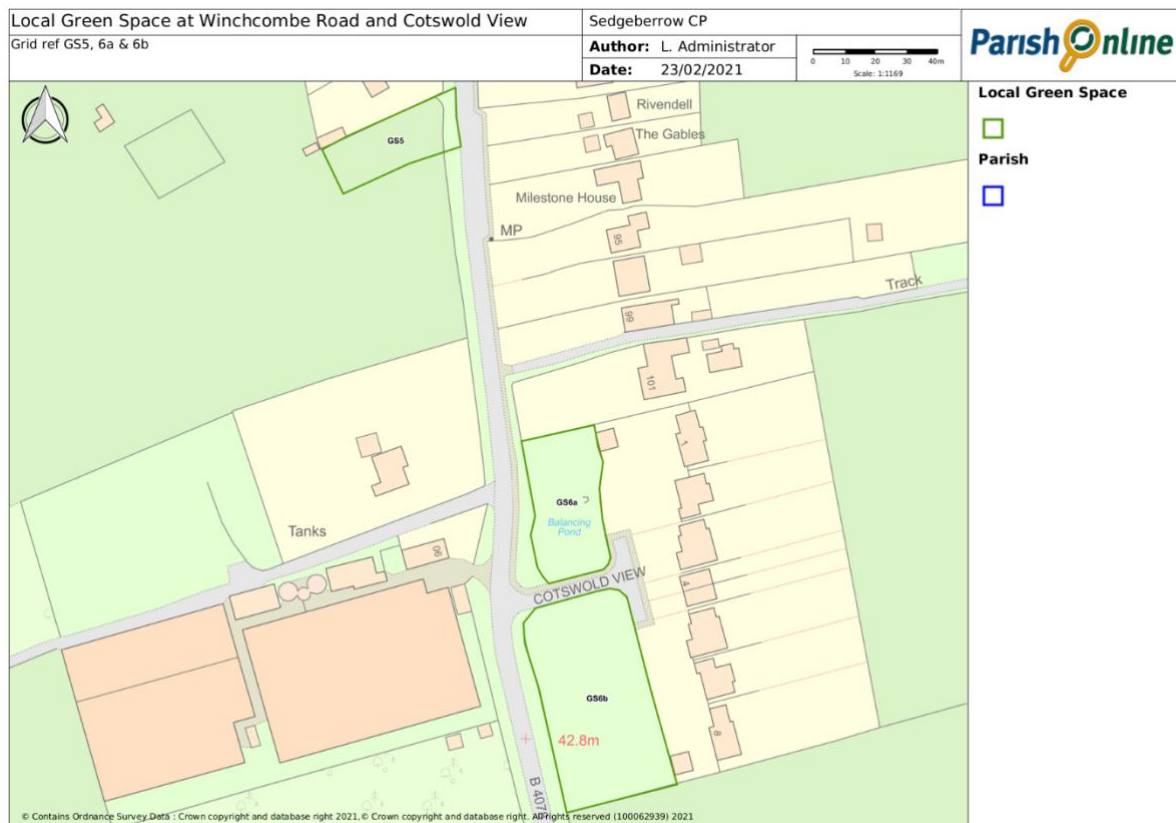 Local Green Space at Winchcombe Road and Cotswold View
Grid ref GS5, 6a & 6b
Sedgeberrow CP
Author: L. Administrator
Date: 23/02/2021
0 10 20 30 40m
Scale: 1:1169
Parish Online
Local Green Space
Parish
GS5
Rivendell
The Gables
Milestone House
MP
95
99
Track
101
1
GS6a
Balancing
Pond
Tanks
90
COTSWOLD VIEW
4
GS6b
42.8m
8
© Contains Ordnance Survey Data : Crown copyright and database right 2021, © Crown copyright and database right. All rights reserved (100062939) 2021